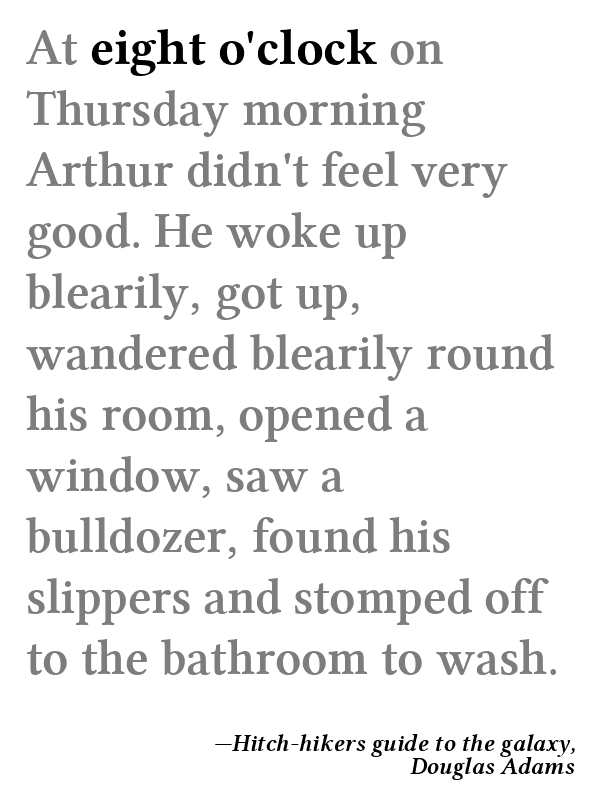 At eight o'clock on
Thursday morning
Arthur didn't feel very
good. He woke up
blearily, got up,
wandered blearily round
his room, opened a
window, saw a
bulldozer, found his
slippers and stomped off
to the bathroom to wash.
—Hitch-hikers guide to the galaxy,
Douglas Adams